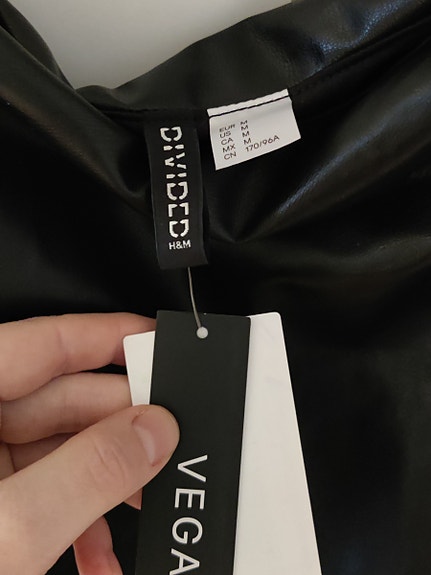 DIVIDED
H&M
EUR M
US M
CA M
MX M
CN 170/96A
VEGA